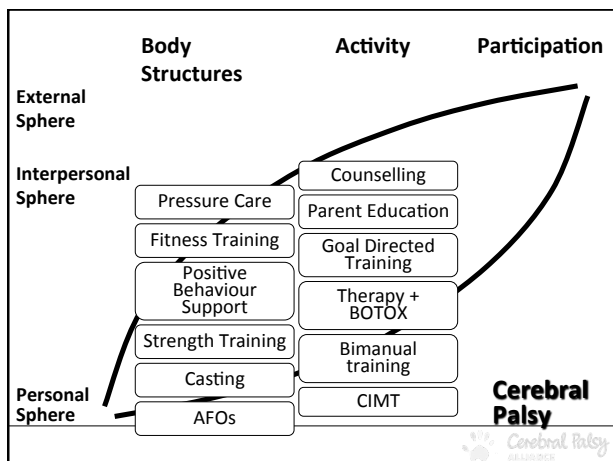 Body
Structures
Activity
Participation
External
Sphere
Interpersonal
Sphere
Personal
Sphere
Pressure Care
Fitness Training
Positive
Behaviour
Support
Strength Training
Casting
AFOs
Counselling
Parent Education
Goal Directed
Training
Therapy +
BOTOX
Bimanual
training
CIMT
Cerebral
Palsy
Cerebral Palsy